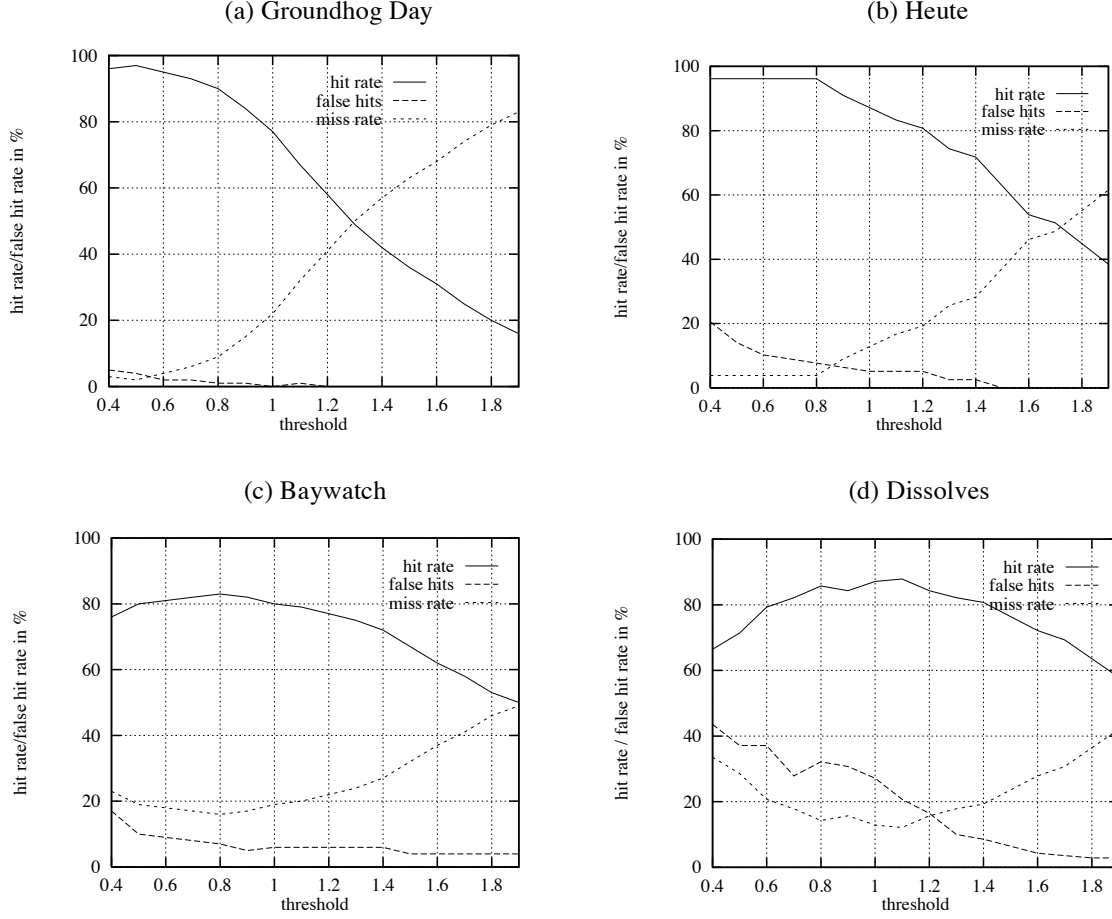 (a) Groundhog Day
hit rate/false hit rate in %
100
80
60
40
20
0
hit rate
false hits
miss rate
0.4 0.6 0.8 1 1.2 1.4 1.6 1.8
threshold
(b) Heute
hit rate/false hit rate in %
100
80
60
40
20
0
hit rate
false hits
miss rate
0.4 0.6 0.8 1 1.2 1.4 1.6 1.8
threshold
(c) Baywatch
hit rate/false hit rate in %
100
80
60
40
20
0
hit rate
false hits
miss rate
0.4 0.6 0.8 1 1.2 1.4 1.6 1.8
threshold
(d) Dissolves
hit rate / false hit rate in %
100
80
60
40
20
0
hit rate
false hits
miss rate
0.4 0.6 0.8 1 1.2 1.4 1.6 1.8
threshold